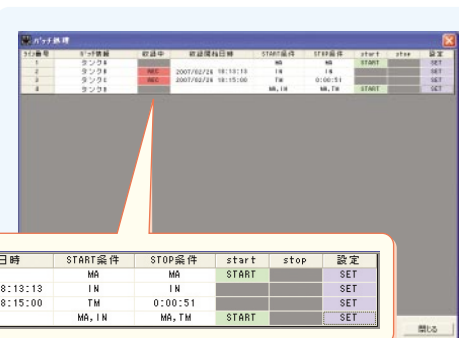 バッチ処理
ライン番号 バッチ情報 収録中 収録開始日時 START条件 STOP条件 start stop 設定
1 タンクA MA MA START SET
2 タンクB REC 2007/02/28 18:13:13 IN IN SET
3 タンクC REC 2007/02/28 18:15:00 TM 0:00:51 SET
4 タンクD MA,IN MA,TM START SET
日時 START条件 STOP条件 start stop 設定
MA MA START SET
8:13:13 IN IN SET
8:15:00 TM 0:00:51 SET
MA,IN MA,TM START SET
閉じる